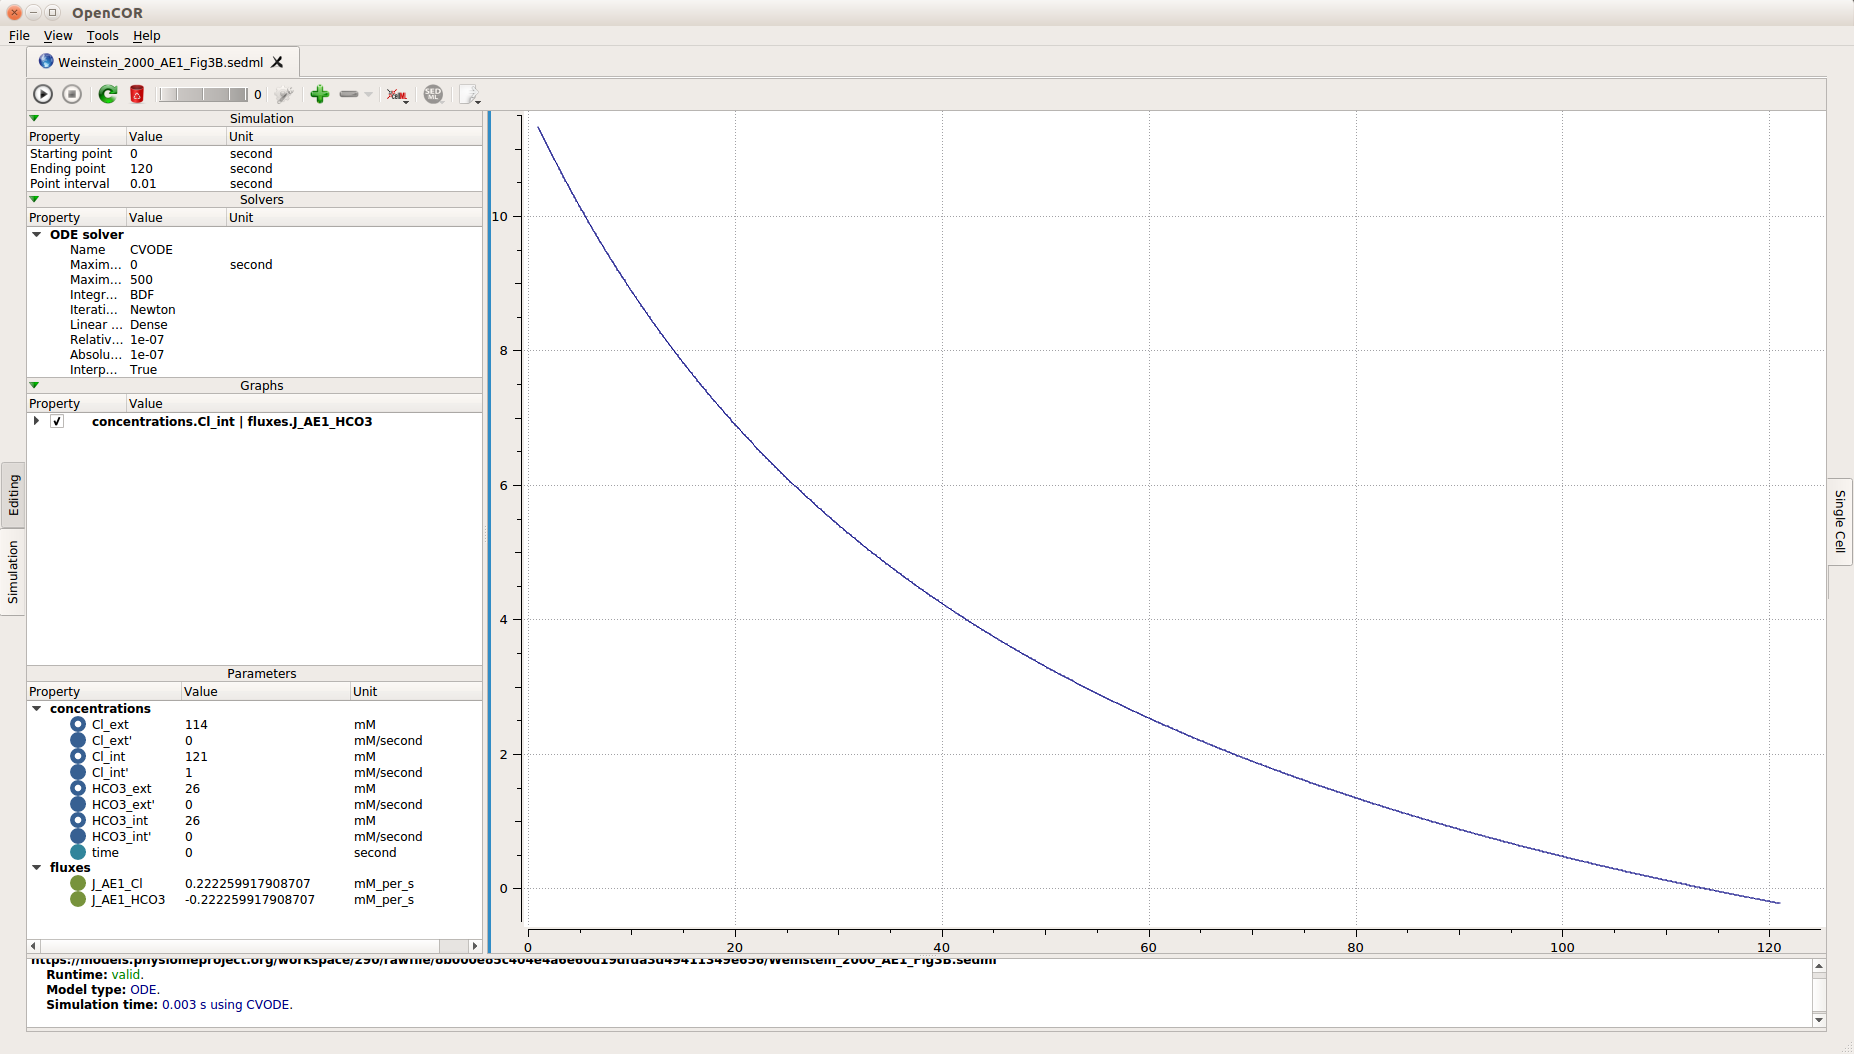 OpenCOR
File View Tools Help
Weinstein_2000_AE1_Fig3B.sedml
0
Simulation
Property Value Unit
Starting point 0 second
Ending point 120 second
Point interval 0.01 second
Solvers
Property Value Unit
ODE solver
Name CVODE
Maxim... 0 second
Maxim... 500
Integr... BDF
Iterati... Newton
Linear ... Dense
Relativ... 1e-07
Absolu... 1e-07
Interp... True
Graphs
Property Value
concentrations.Cl_int | fluxes.J_AE1_HCO3
Parameters
Property Value Unit
concentrations
Cl_ext 114 mM
Cl_ext' 0 mM/second
Cl_int 121 mM
Cl_int' 1 mM/second
HCO3_ext 26 mM
HCO3_ext' 0 mM/second
HCO3_int 26 mM
HCO3_int' 0 mM/second
time 0 second
fluxes
J_AE1_Cl 0.222259917908707 mM_per_s
J_AE1_HCO3 -0.222259917908707 mM_per_s
10
8
6
4
2
0
0 20 40 60 80 100 120
Editing
Simulation
Single Cell
Runtime: valid.
Model type: ODE.
Simulation time: 0.003 s using CVODE.